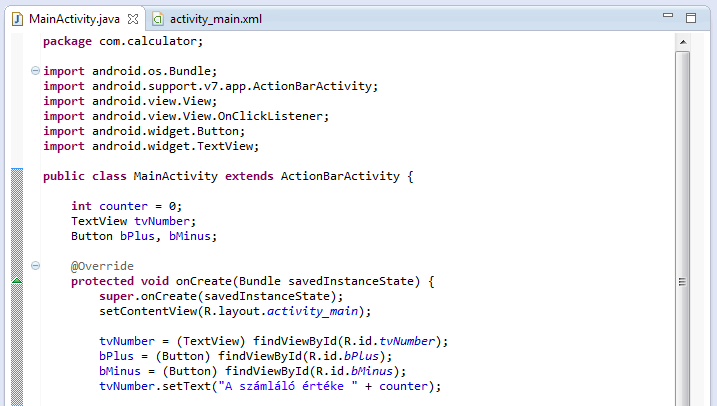 MainActivity.java
activity_main.xml
package com.calculator;
import android.os.Bundle;
import android.support.v7.app.ActionBarActivity;
import android.view.View;
import android.view.View.OnClickListener;
import android.widget.Button;
import android.widget.TextView;
public class MainActivity extends ActionBarActivity {
int counter = 0;
TextView tvNumber;
Button bPlus, bMinus;
@Override
protected void onCreate(Bundle savedInstanceState) {
super.onCreate(savedInstanceState);
setContentView(R.layout.activity_main);
tvNumber = (TextView) findViewById(R.id.tvNumber);
bPlus = (Button) findViewById(R.id.bPlus);
bMinus = (Button) findViewById(R.id.bMinus);
tvNumber.setText("A számláló értéke " + counter);